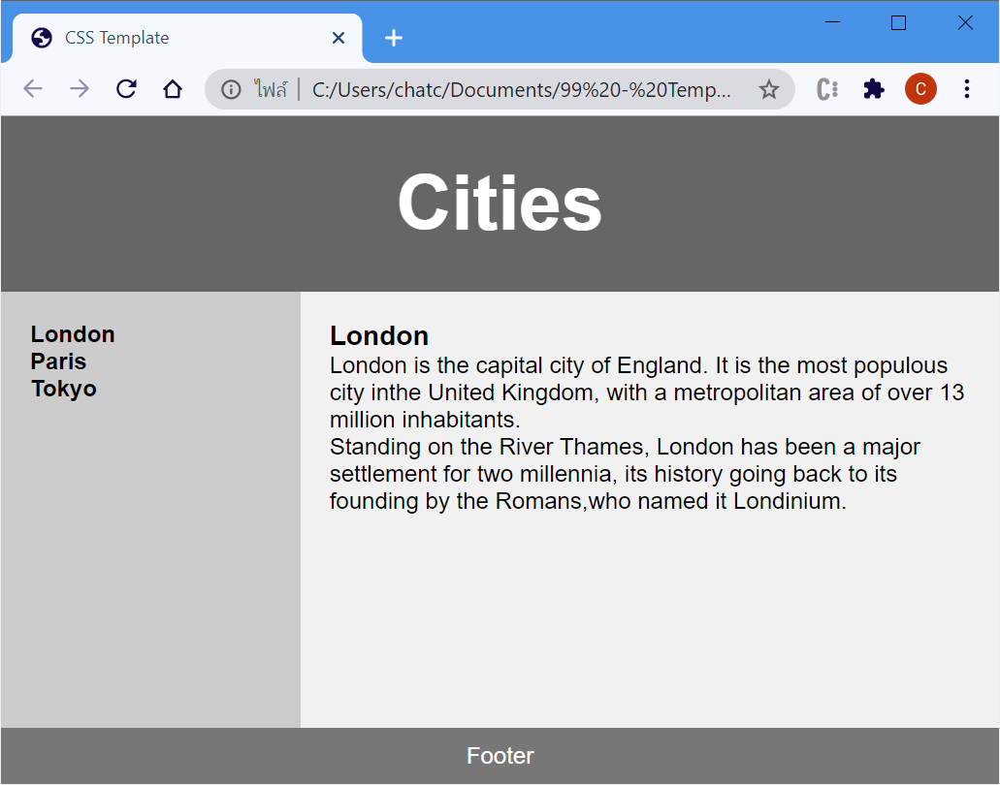 CSS Template
ไฟล์ C:/Users/chatc/Documents/99%20-%20Temp...
C
Cities
London
Paris
Tokyo
London
London is the capital city of England. It is the most populous
city inthe United Kingdom, with a metropolitan area of over 13
million inhabitants.
Standing on the River Thames, London has been a major
settlement for two millennia, its history going back to its
founding by the Romans,who named it Londinium.
Footer